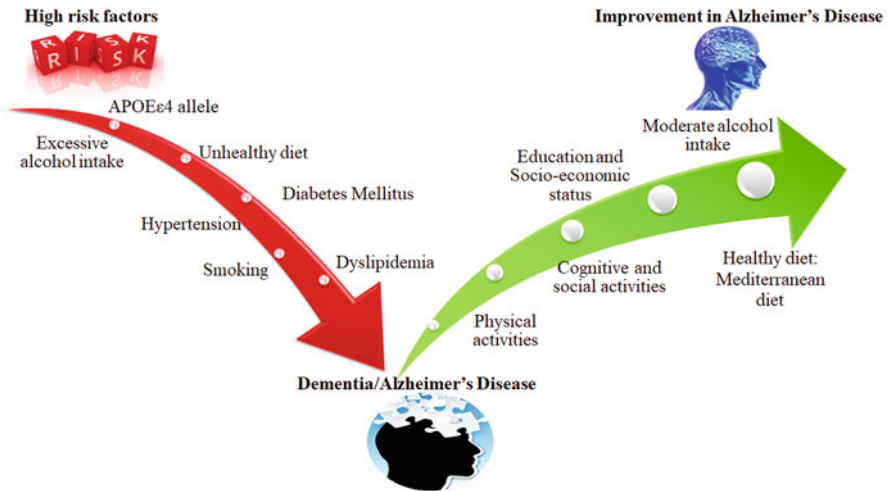 High risk factors
RISK
RISK
APOEε4 allele
Excessive
alcohol intake
Unhealthy diet
Diabetes Mellitus
Hypertension
Smoking
Dyslipidemia
Dementia/Alzheimer's Disease
Improvement in Alzheimer's Disease
Moderate alcohol
intake
Education and
Socio-economic
status
Cognitive and
social activities
Healthy diet:
Mediterranean
diet
Physical
activities